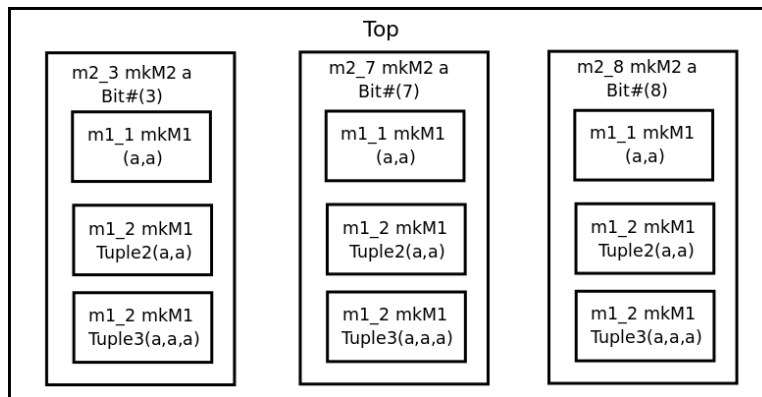 Top
m2_3 mkM2 a
Bit#(3)
m1_1 mkM1
(a,a)
m1_2 mkM1
Tuple2(a,a)
m1_2 mkM1
Tuple3(a,a,a)
m2_7 mkM2 a
Bit#(7)
m1_1 mkM1
(a,a)
m1_2 mkM1
Tuple2(a,a)
m1_2 mkM1
Tuple3(a,a,a)
m2_8 mkM2 a
Bit#(8)
m1_1 mkM1
(a,a)
m1_2 mkM1
Tuple2(a,a)
m1_2 mkM1
Tuple3(a,a,a)